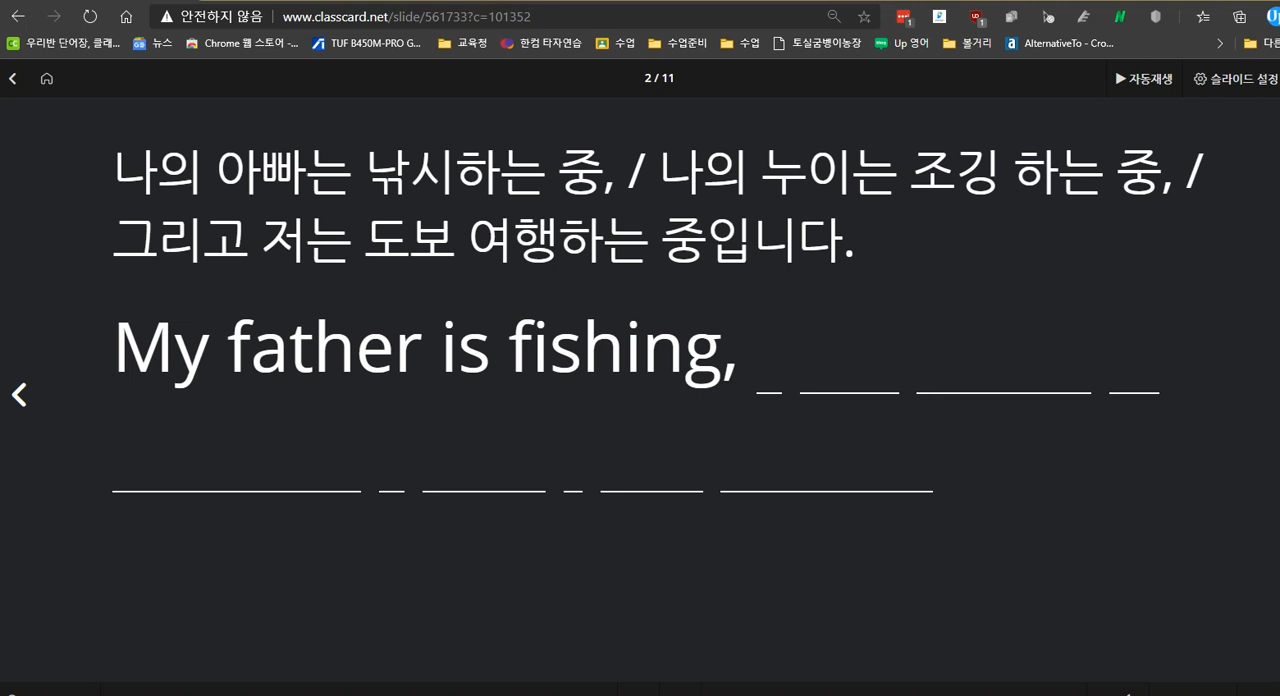 안전하지 않음 | www.classcard.net/slide/561733?c=101352
우리반 단어장, 클래... 뉴스 Chrome 웹 스토어 -... TUF B450M-PRO G... 교육청 한컴 타자연습 수업 수업준비 수업 토실굼벵이농장 Up 영어 볼거리 AlternativeTo - Cro... 다른
2 / 11 자동재생 슬라이드 설정
나의 아빠는 낚시하는 중, / 나의 누이는 조깅 하는 중, /
그리고 저는 도보 여행하는 중입니다.
My father is fishing,